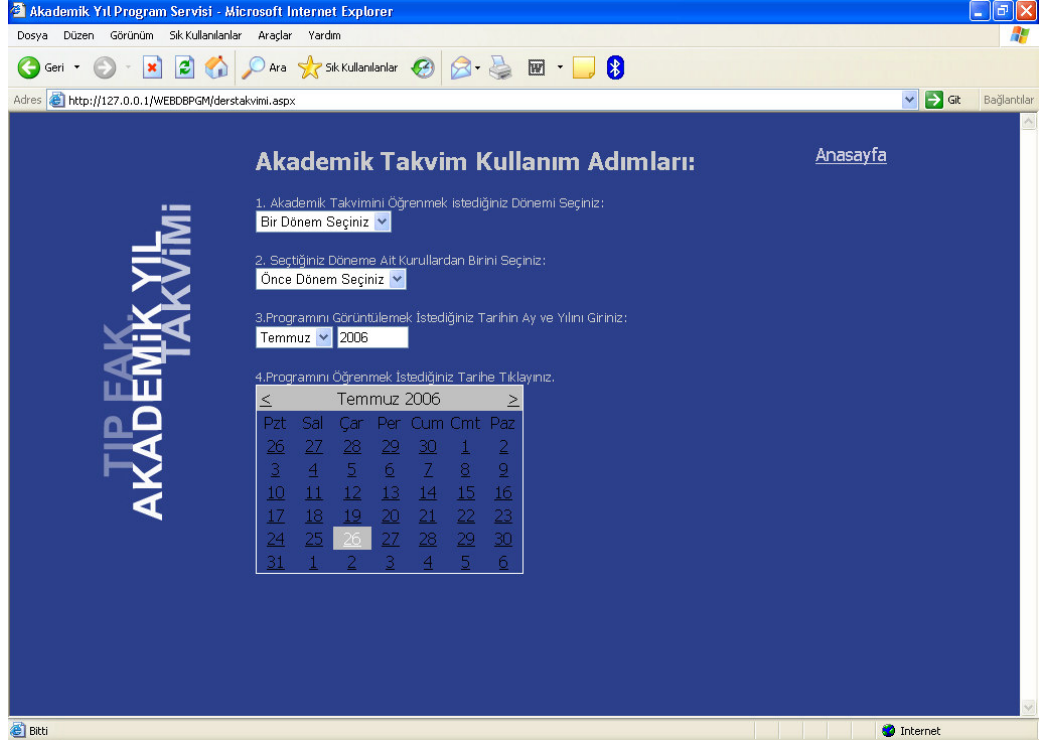 Akademik Yıl Program Servisi - Microsoft Internet Explorer
Dosya Düzen Görünüm Sık Kullanılanlar Araçlar Yardım
Geri Ara Sık Kullanılanlar
Adres http://127.0.0.1/WEBDBPGM/derstakvimi.aspx Git Bağlantılar
Akademik Takvim Kullanım Adımları:
Anasayfa
1. Akademik Takvimini Öğrenmek istediğiniz Dönemi Seçiniz:
Bir Dönem Seçiniz
2. Seçtiğiniz Döneme Ait Kurullardan Birini Seçiniz:
Önce Dönem Seçiniz
3.Programını Görüntülemek İstediğiniz Tarihin Ay ve Yılını Giriniz:
Temmuz 2006
4.Programını Öğrenmek İstediğiniz Tarihe Tıklayınız.
< Temmuz 2006 >
Pzt Sal Çar Per Cum Cmt Paz
26 27 28 29 30 1 2
3 4 5 6 7 8 9
10 11 12 13 14 15 16
17 18 19 20 21 22 23
24 25 26 27 28 29 30
31 1 2 3 4 5 6
TIP FAK.
AKADEMiK YIL
TAKViMi
Bitti Internet